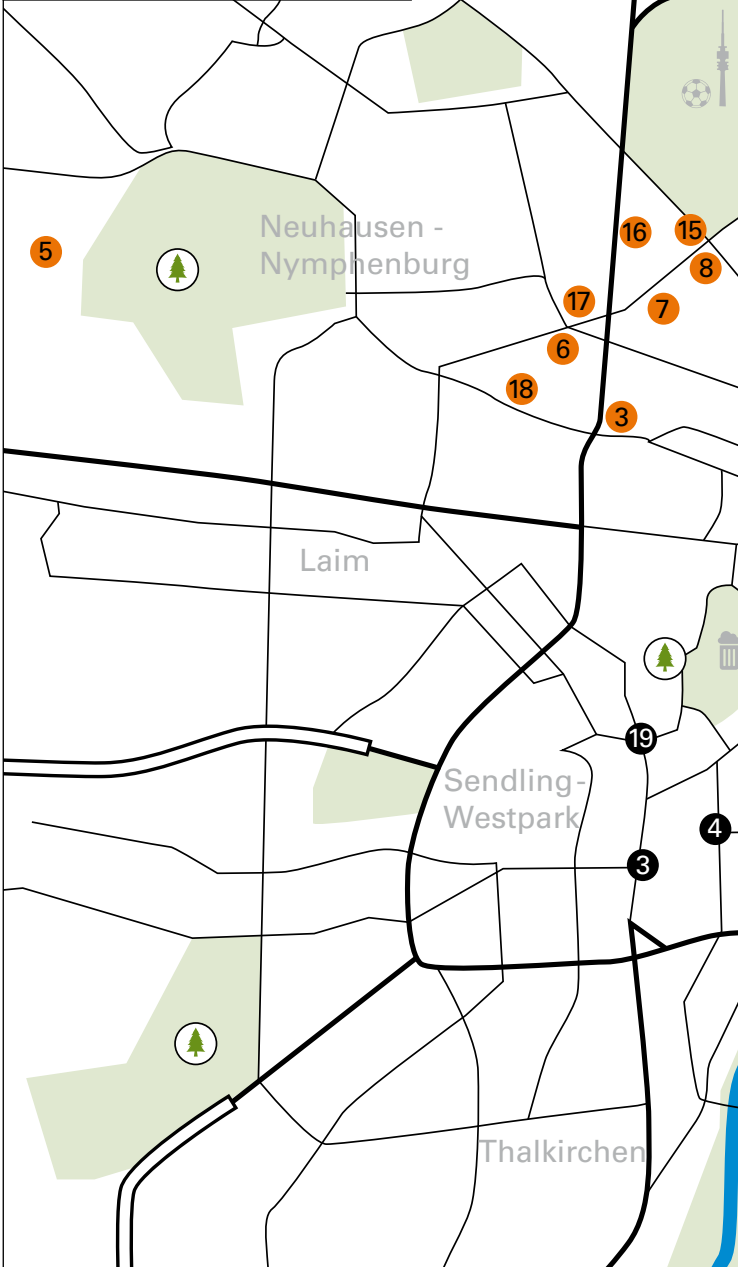 16
15
5
Neuhausen -
Nymphenburg
8
17
7
6
18
3
Laim
19
Sendling-
Westpark
4
3
Thalkirchen